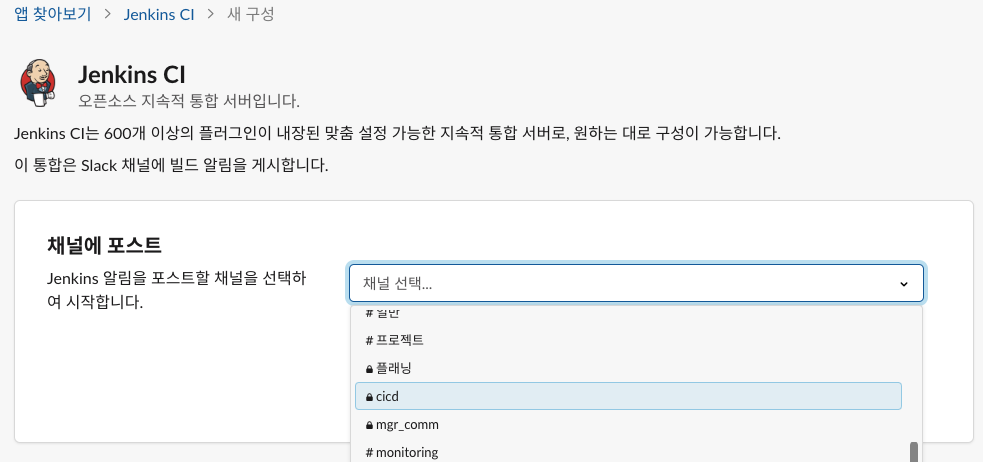 앱 찾아보기 > Jenkins CI > 새 구성
Jenkins CI
오픈소스 지속적 통합 서버입니다.
Jenkins CI는 600개 이상의 플러그인이 내장된 맞춤 설정 가능한 지속적 통합 서버로, 원하는 대로 구성이 가능합니다.
이 통합은 Slack 채널에 빌드 알림을 게시합니다.
채널에 포스트
Jenkins 알림을 포스트할 채널을 선택하
여 시작합니다.
채널 선택...
# 일반
# 프로젝트
플래닝
cicd
mgr_comm
# monitoring